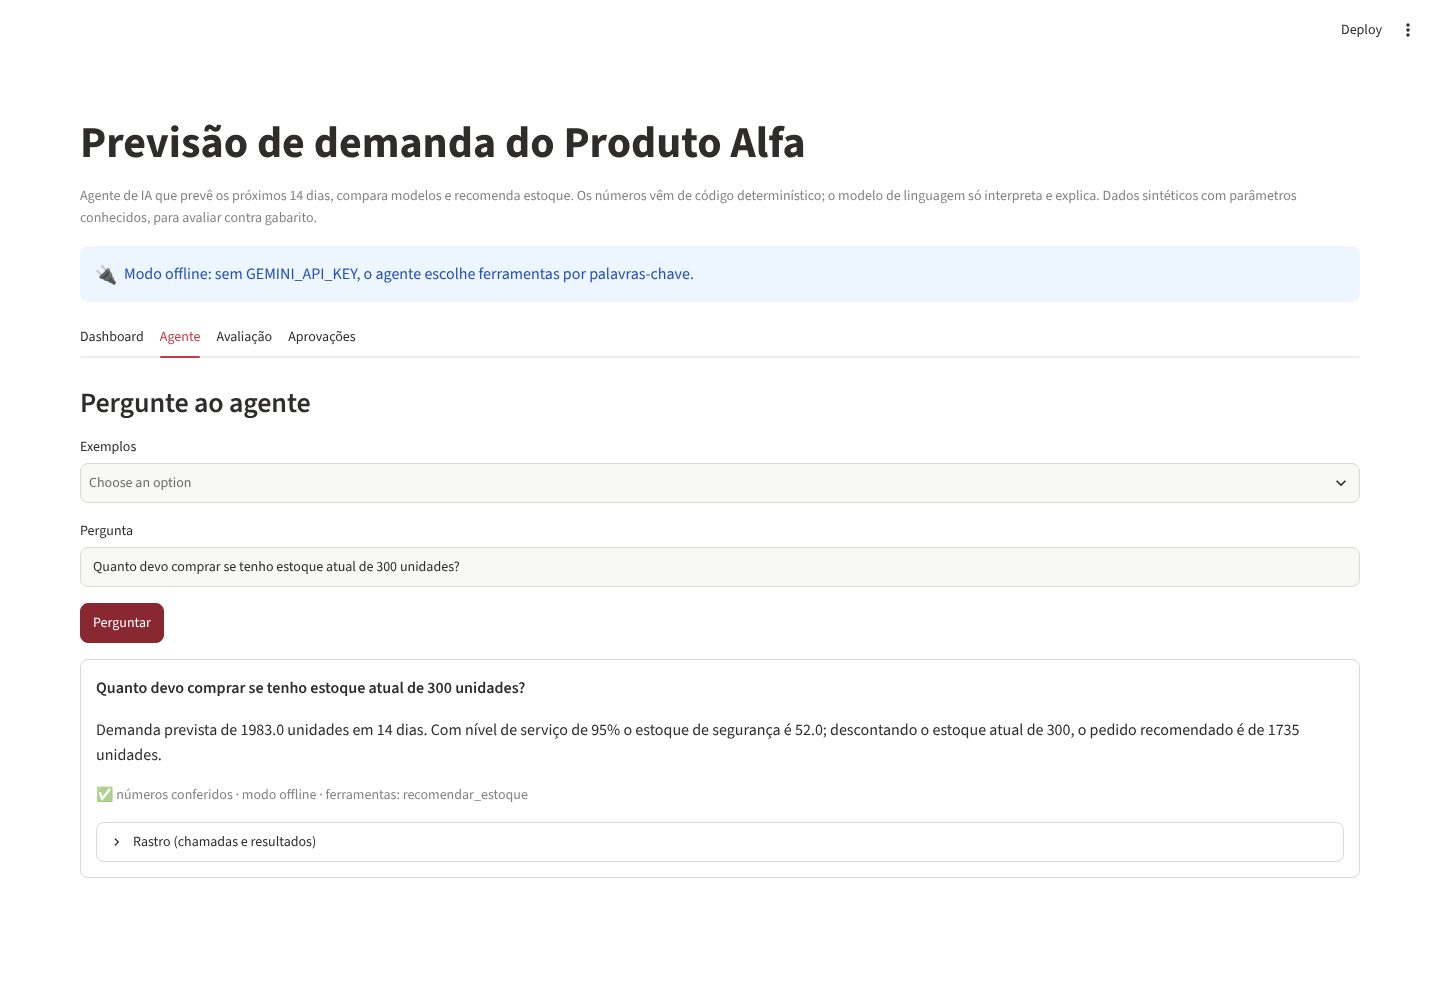 Deploy
Previsão de demanda do Produto Alfa
Agente de IA que prevê os próximos 14 dias, compara modelos e recomenda estoque. Os números vêm de código determinístico; o modelo de linguagem só interpreta e explica. Dados sintéticos com parâmetros
conhecidos, para avaliar contra gabarito.
Modo offline: sem GEMINI_API_KEY, o agente escolhe ferramentas por palavras-chave.
Dashboard Agente Avaliação Aprovações
Pergunte ao agente
Exemplos
Choose an option
Pergunta
Quanto devo comprar se tenho estoque atual de 300 unidades?
Perguntar
Quanto devo comprar se tenho estoque atual de 300 unidades?
Demanda prevista de 1983.0 unidades em 14 dias. Com nível de serviço de 95% o estoque de segurança é 52.0; descontando o estoque atual de 300, o pedido recomendado é de 1735
unidades.
✅ números conferidos · modo offline · ferramentas: recomendar_estoque
Rastro (chamadas e resultados)